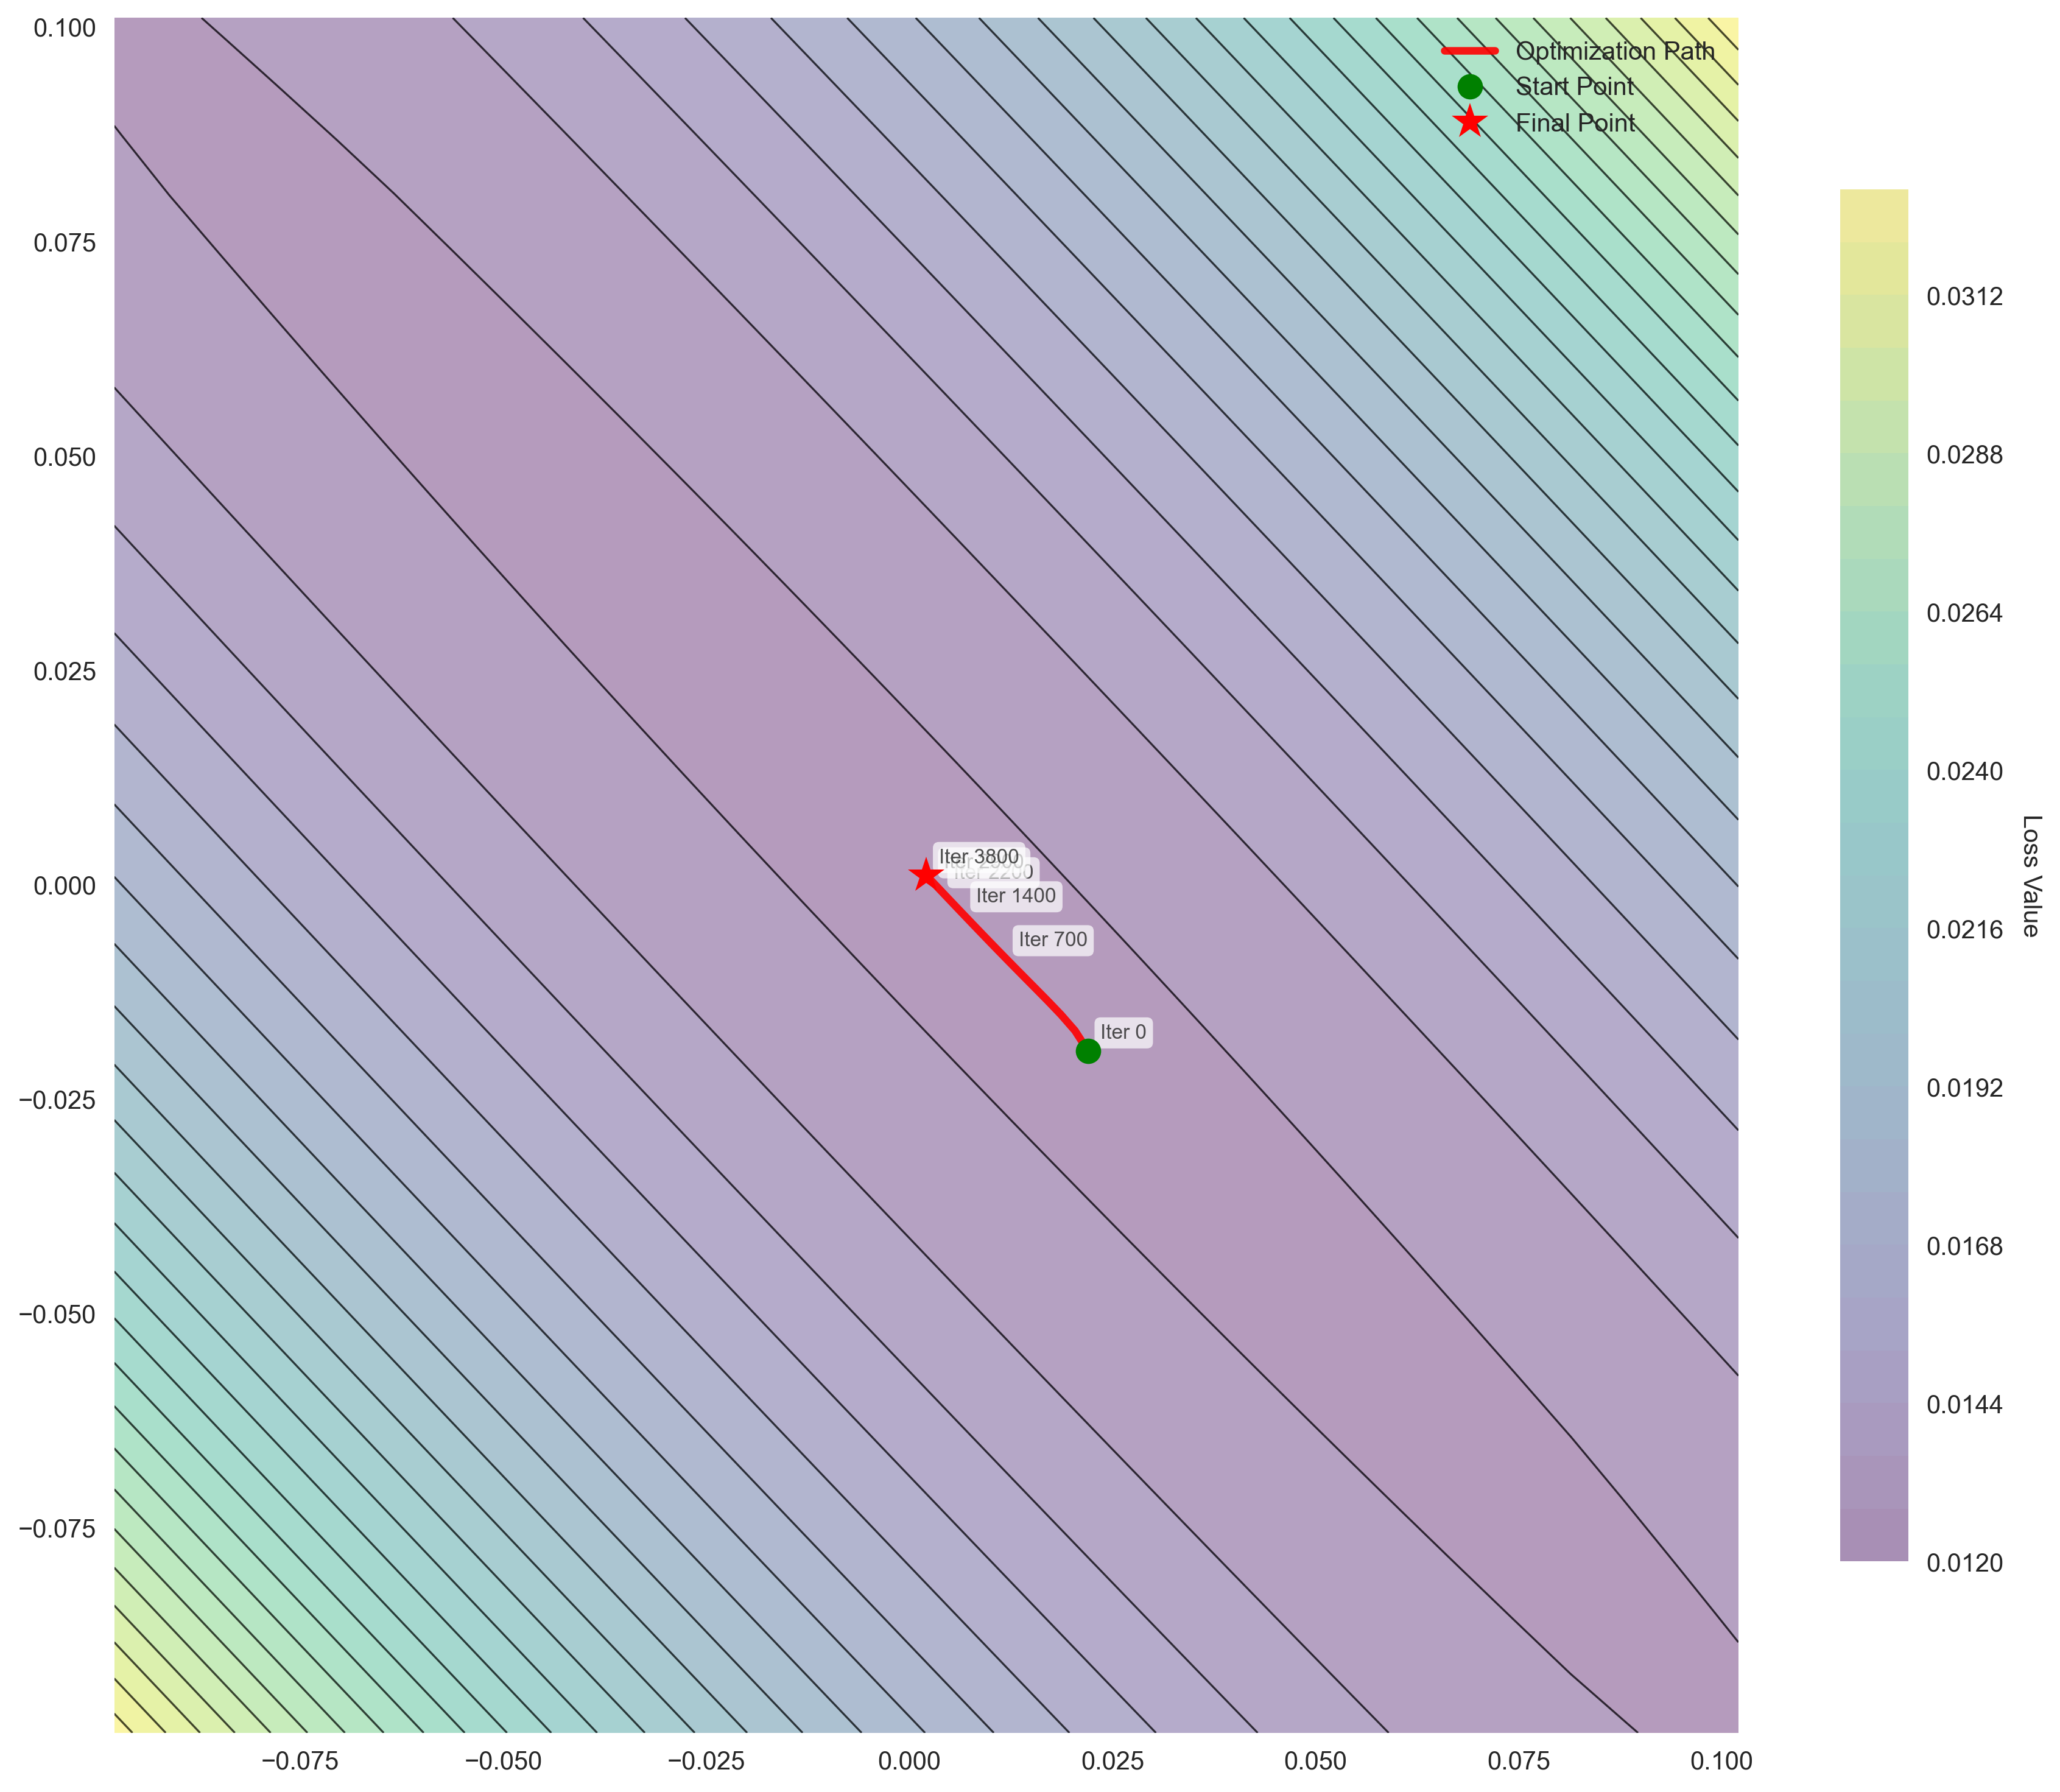 0.100
0.075
0.050
0.025
0.000
−0.025
−0.050
−0.075
−0.075
−0.050
−0.025
0.000
0.025
0.050
0.075
0.100
Optimization Path
Start Point
Final Point
Iter 3800
Iter 2200
Iter 1400
Iter 700
Iter 0
0.0312
0.0288
0.0264
0.0240
0.0216
0.0192
0.0168
0.0144
0.0120
Loss Value